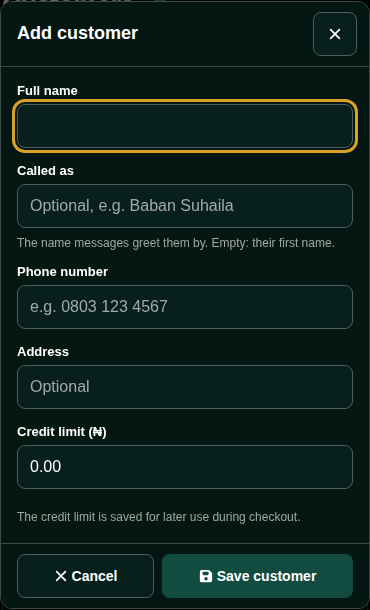 Add customer
Full name
Called as
Optional, e.g. Baban Suhaila
The name messages greet them by. Empty: their first name.
Phone number
e.g. 0803 123 4567
Address
Optional
Credit limit (₦)
0.00
The credit limit is saved for later use during checkout.
Cancel
Save customer